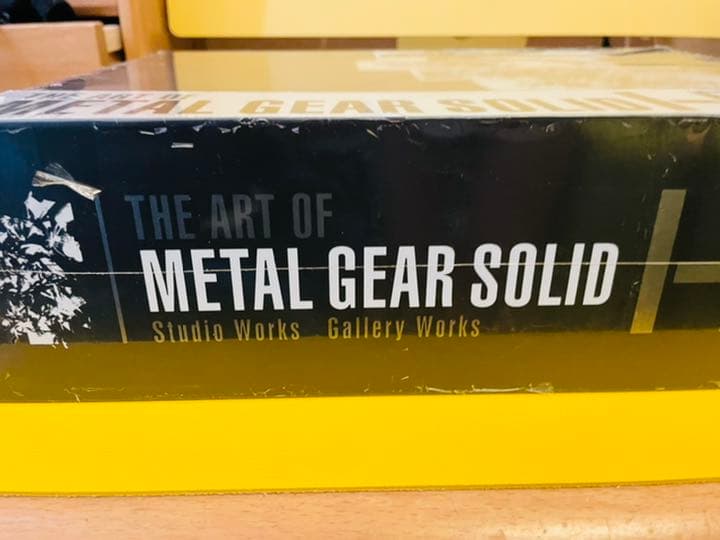 METAL GEAR SOLID
THE ART OF
METAL GEAR SOLID
Studio Works Gallery Works